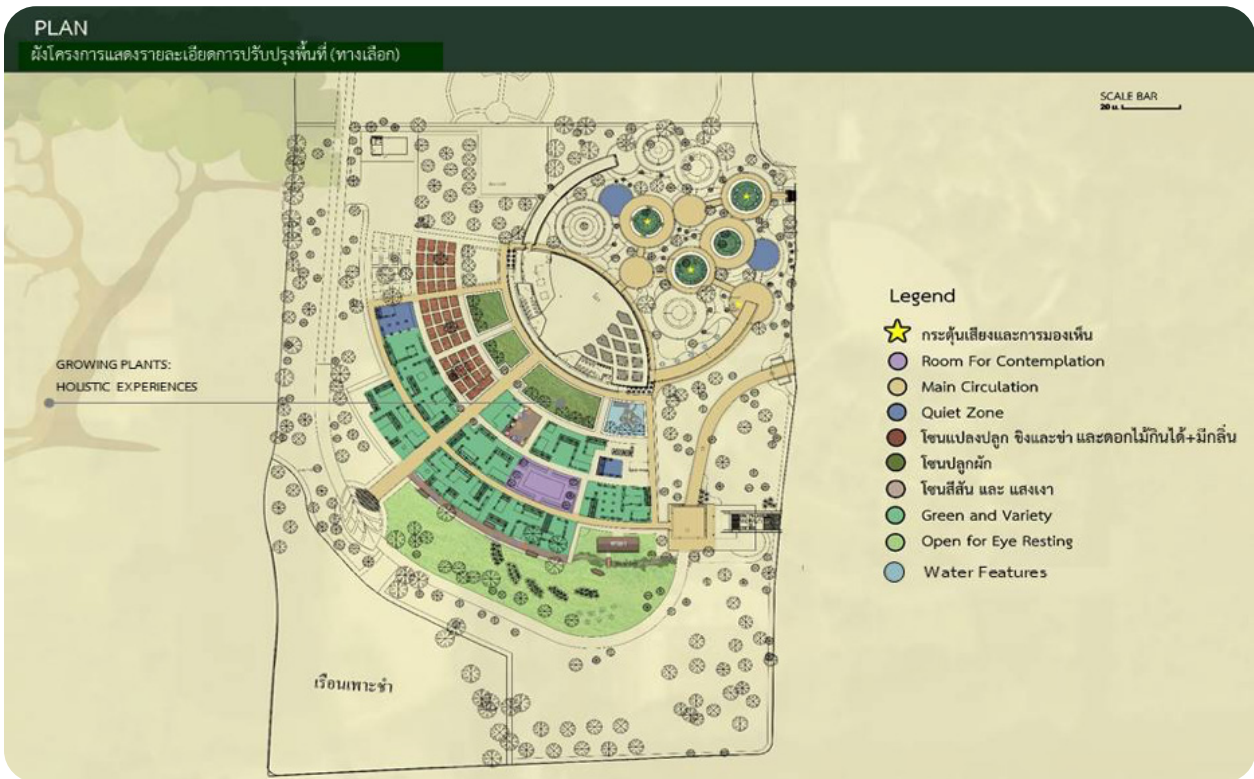 PLAN
ผังโครงการแสดงรายละเอียดการปรับปรุงพื้นที่ (ทางเลือก)
SCALE BAR
20 ม.
GROWING PLANTS:
HOLISTIC EXPERIENCES
Legend
กระตุ้นเสียงและการมองเห็น
Room For Contemplation
Main Circulation
Quiet Zone
โซนแปลงปลูก ขิงและข่า และดอกไม้กินได้+มีกลิ่น
โซนปลูกผัก
โซนสีสัน และ แสงเงา
Green and Variety
Open for Eye Resting
Water Features
เรือนเพาะชำ